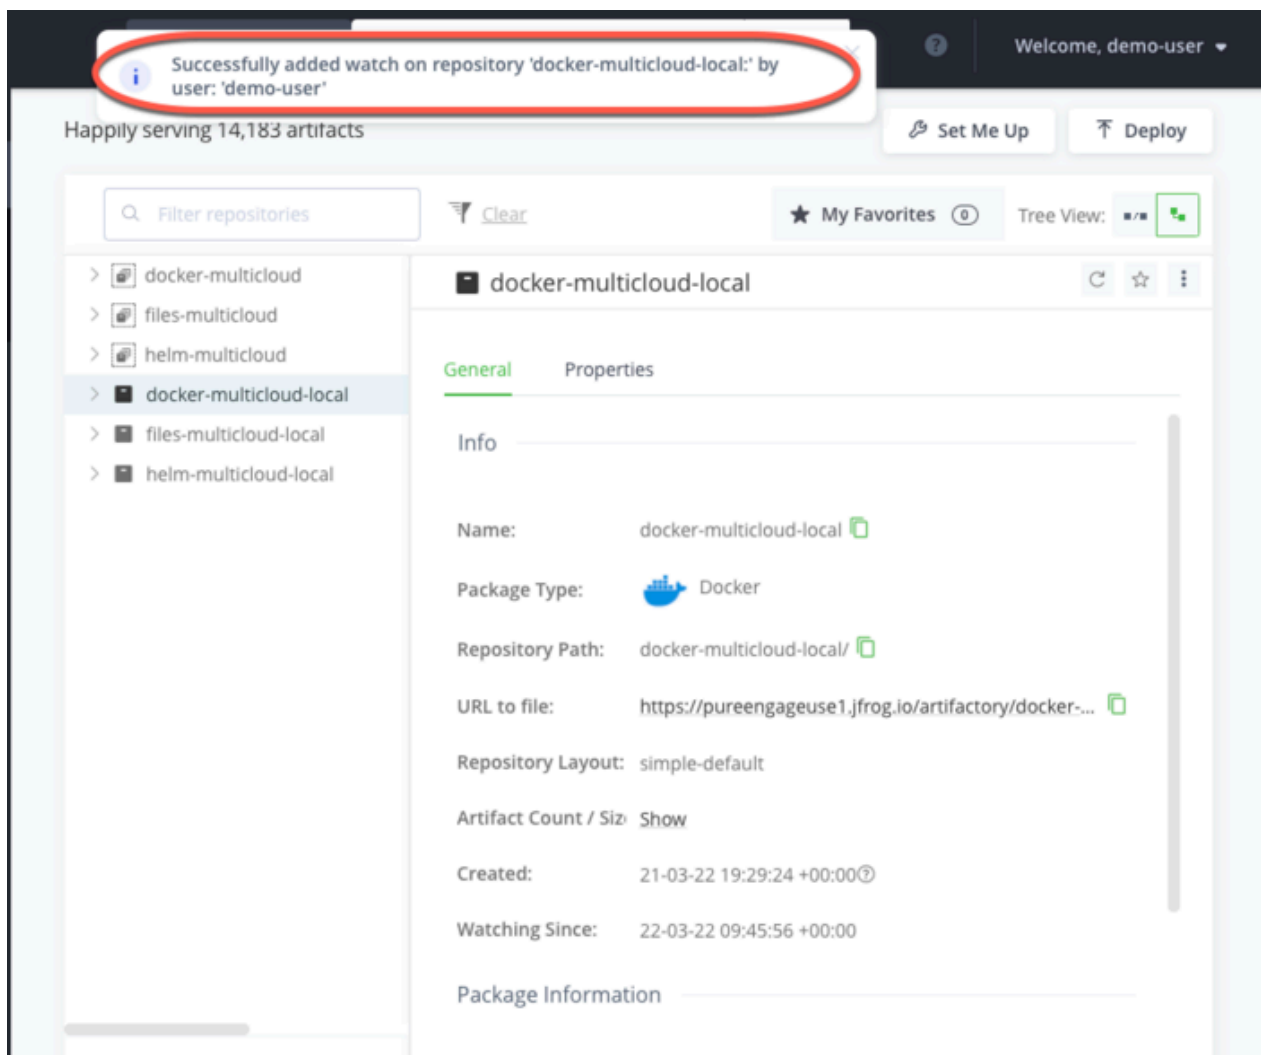 Successfully added watch on repository 'docker-multicloud-local:' by
user: 'demo-user'
Welcome, demo-user
Happily serving 14,183 artifacts
Set Me Up
Deploy
Filter repositories
Clear
My Favorites 0
Tree View:
docker-multicloud
files-multicloud
helm-multicloud
docker-multicloud-local
files-multicloud-local
helm-multicloud-local
docker-multicloud-local
General Properties
Info
Name: docker-multicloud-local
Package Type: Docker
Repository Path: docker-multicloud-local/
URL to file: https://pureengageuse1.jfrog.io/artifactory/docker-...
Repository Layout: simple-default
Artifact Count / Siz Show
Created: 21-03-22 19:29:24 +00:00
Watching Since: 22-03-22 09:45:56 +00:00
Package Information